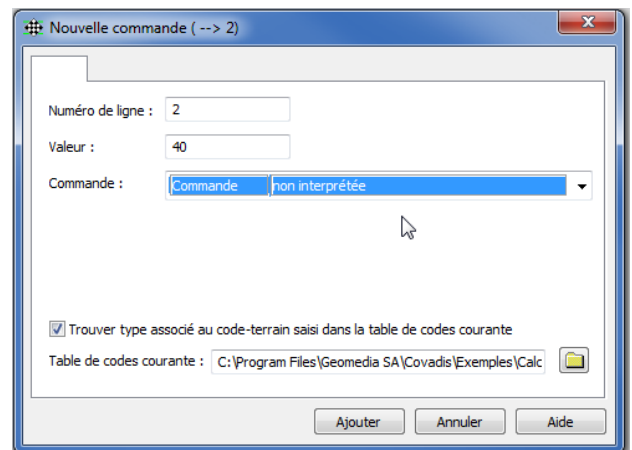 Nouvelle commande ( --> 2)
Numéro de ligne : 2
Valeur : 40
Commande : Commande non interprétée
Trouver type associé au code-terrain saisi dans la table de codes courante
Table de codes courante : C:\Program Files\Geomedia SA\Covadis\Exemples\Calc
Ajouter Annuler Aide